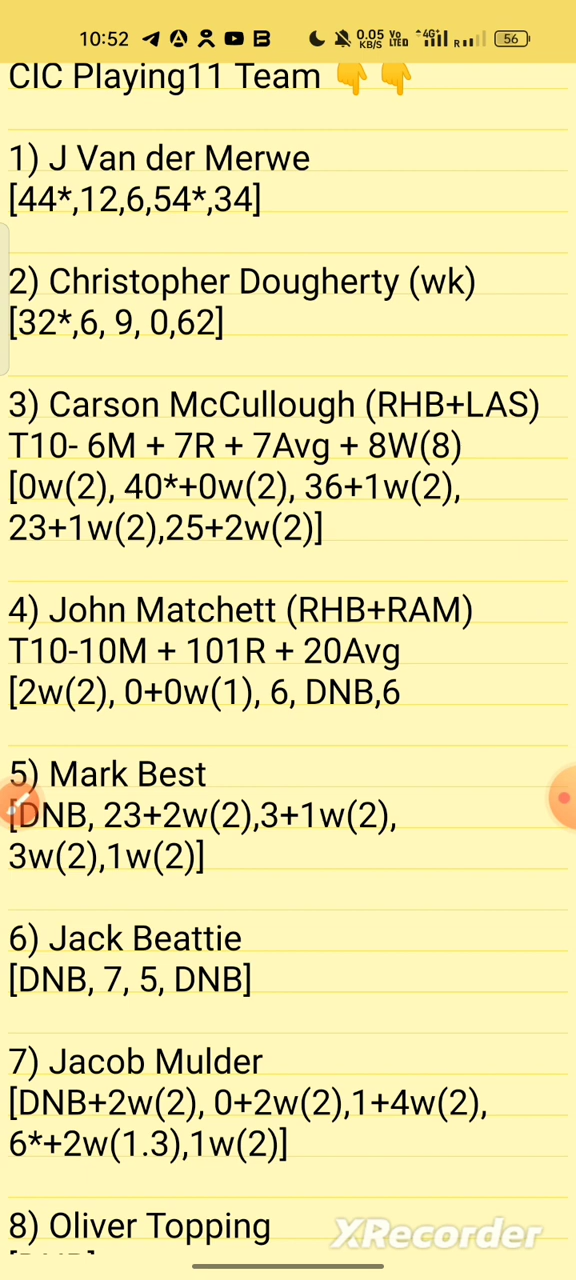 10:52 0.05 KB/S Vo LTED 4G R 56
CIC Playing11 Team 👇👇
1) J Van der Merwe
[44*,12,6,54*,34]
2) Christopher Dougherty (wk)
[32*,6, 9, 0,62]
3) Carson McCullough (RHB+LAS)
T10- 6M + 7R + 7Avg + 8W(8)
[0w(2), 40*+0w(2), 36+1w(2),
23+1w(2),25+2w(2)]
4) John Matchett (RHB+RAM)
T10-10M + 101R + 20Avg
[2w(2), 0+0w(1), 6, DNB,6
5) Mark Best
[DNB, 23+2w(2),3+1w(2),
3w(2),1w(2)]
6) Jack Beattie
[DNB, 7, 5, DNB]
7) Jacob Mulder
[DNB+2w(2), 0+2w(2),1+4w(2),
6*+2w(1.3),1w(2)]
8) Oliver Topping
XRecorder